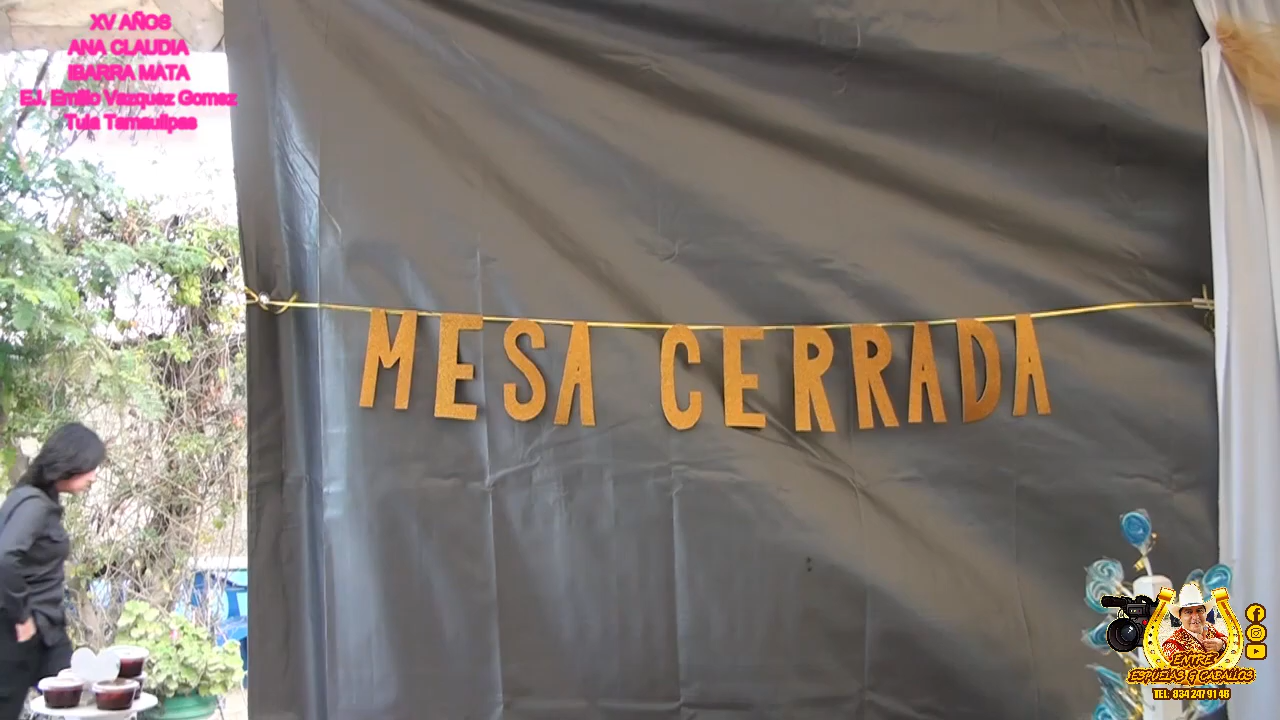 XV AÑOS
ANA CLAUDIA
IBARRA MATA
EJ. Emilio Vazquez Gomez
Tula Tamaulipas
MESA CERRADA
ENTRE
ESPUELAS Y CABALLOS
TEL: 834 247 91 46